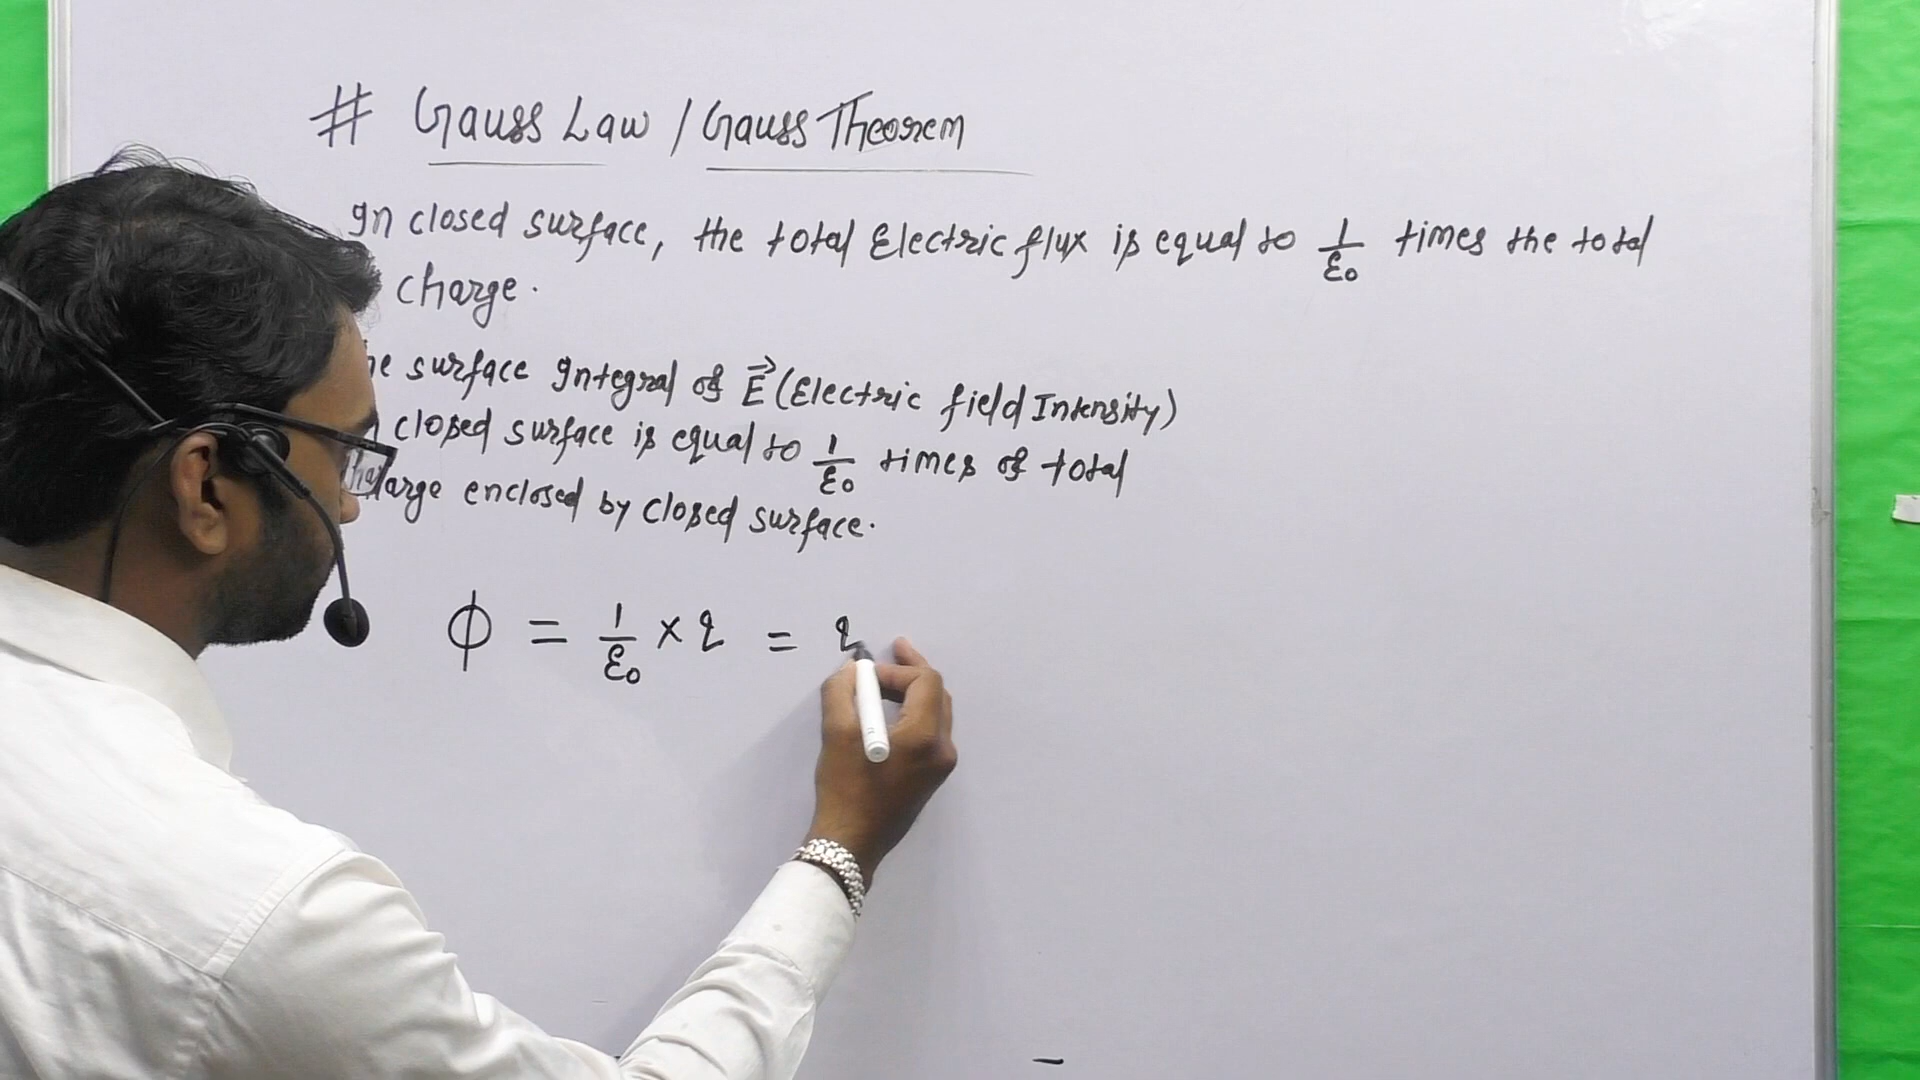 # Gauss Law / Gauss Theorem
In closed surface, the total Electric flux is equal to 1/ε₀ times the total
charge.
surface Integral of E⃗ (Electric field Intensity)
closed surface is equal to 1/ε₀ times of total
enclosed by closed surface.
ϕ = 1/ε₀ × q = q